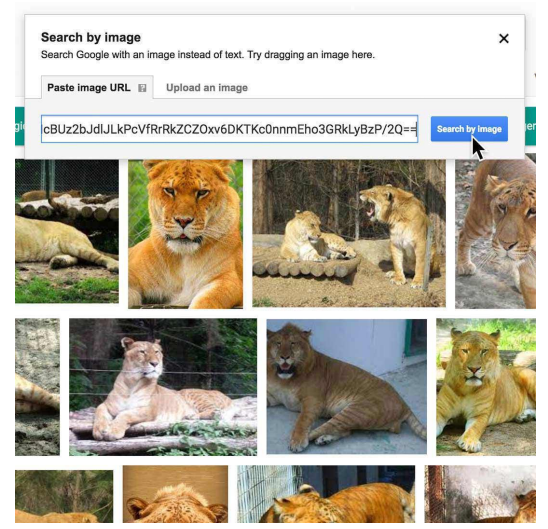 Search by image
Search Google with an image instead of text. Try dragging an image here.
Paste image URL
Upload an image
cBUz2bJdlJLkPcVfRrRkZCZOxv6DKTKc0nnmEho3GRkLyBzP/2Q==
Search by image